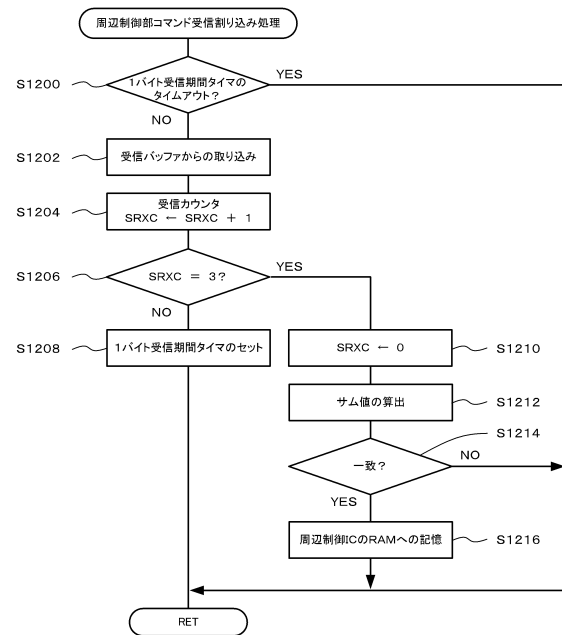 周辺制御部コマンド受信割り込み処理
S1200
1バイト受信期間タイマの
タイムアウト？
YES
NO
S1202
受信バッファからの取り込み
S1204
受信カウンタ
SRXC ← SRXC + 1
S1206
SRXC = 3?
YES
NO
S1208
1バイト受信期間タイマのセット
SRXC ← 0
S1210
サム値の算出
S1212
S1214
一致？
NO
YES
周辺制御ICのRAMへの記憶
S1216
RET